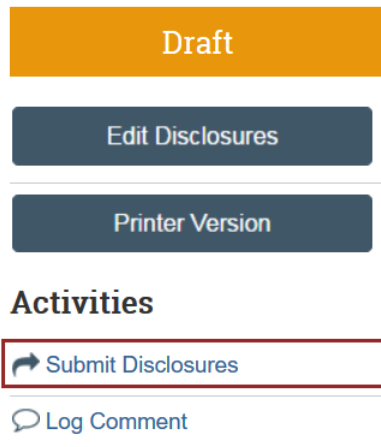 Draft
Edit Disclosures
Printer Version
Activities
Submit Disclosures
Log Comment